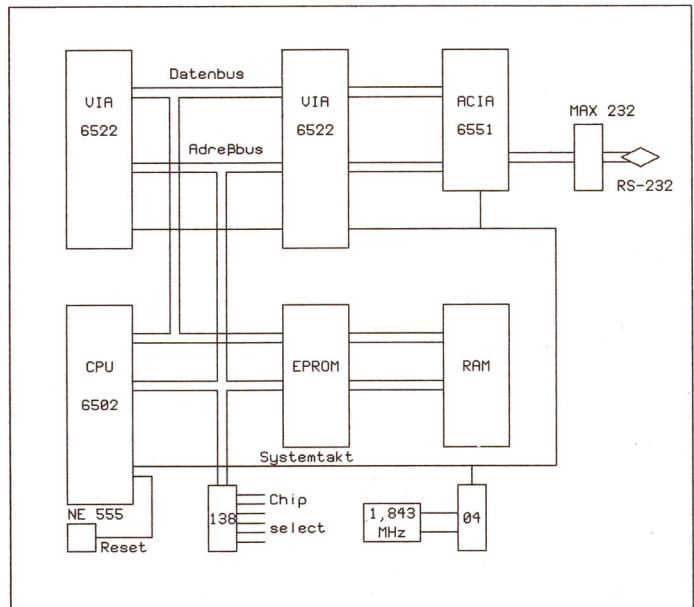 Datenbus
VIA
6522
VIA
6522
ACIA
6551
MAX 232
Adreßbus
RS-232
CPU
6502
EPROM
RAM
Systemtakt
NE 555
Reset
138
Chip
select
1,843
MHz
04